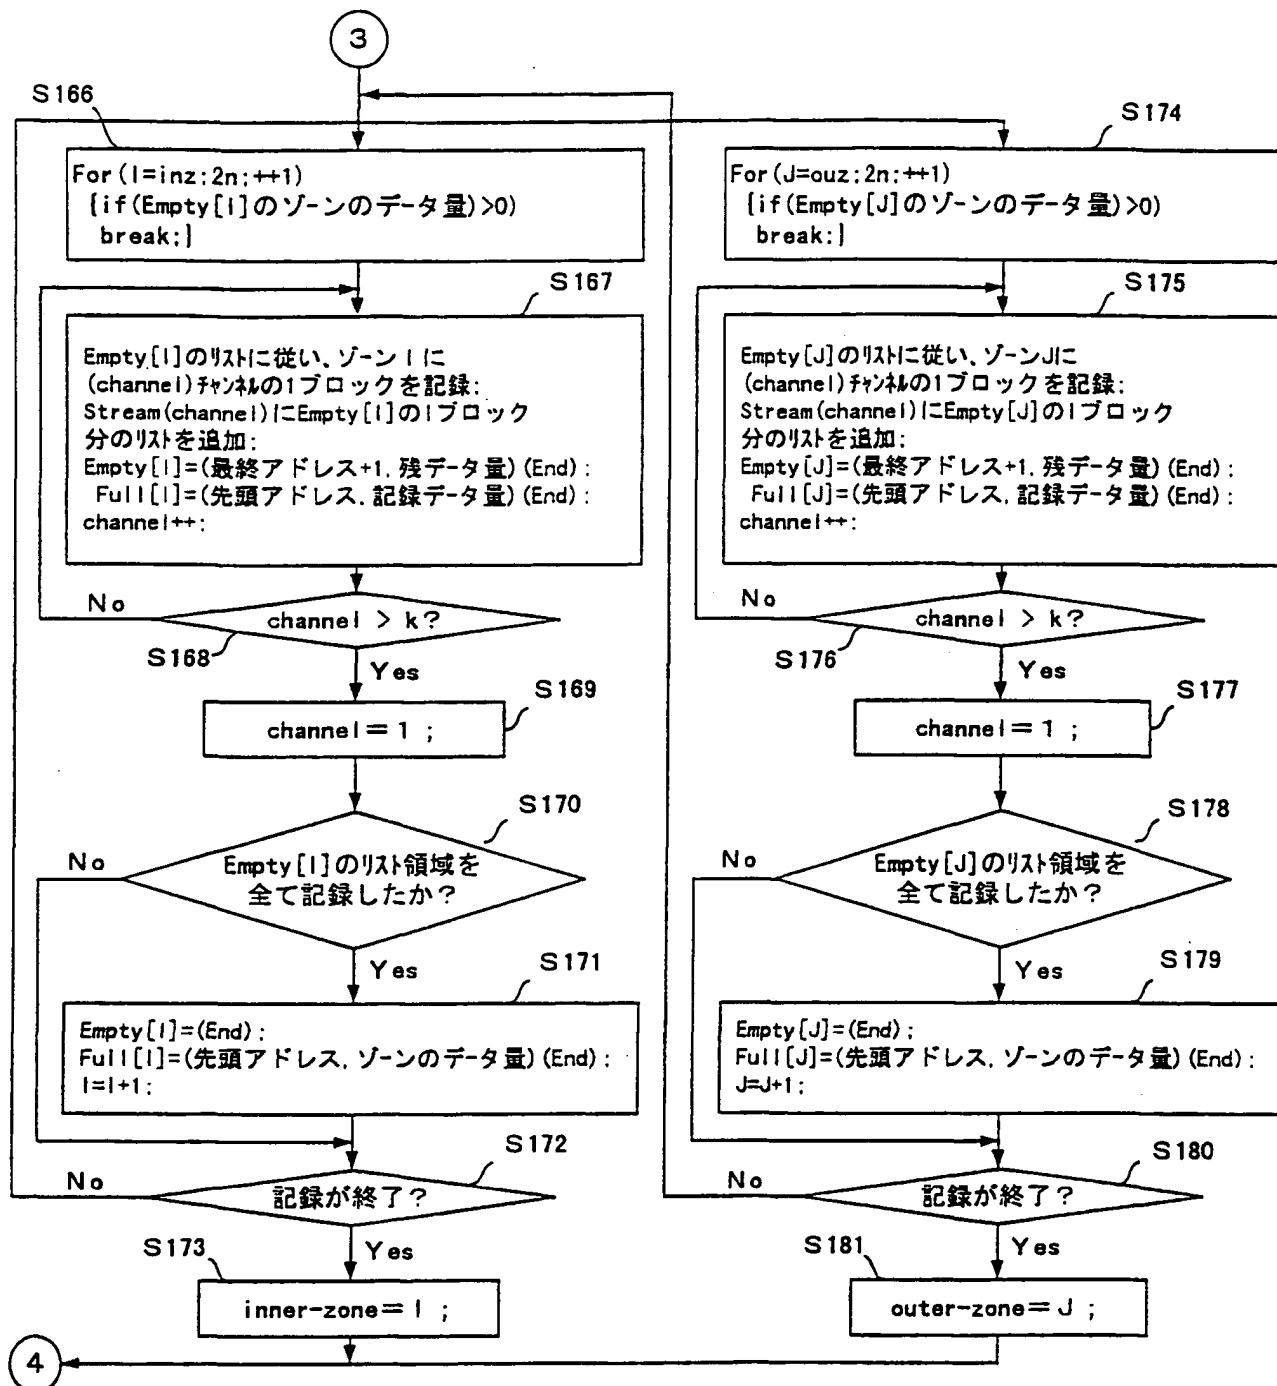 3
S166
For(I=inz;2n;++1)
{if(Empty[I]のゾーンのデータ量)>0)
break;}
S167
Empty[I]のリストに従い、ゾーンIに
(channel)チャンネルの1ブロックを記録;
Stream(channel)にEmpty[I]の1ブロック
分のリストを追加;
Empty[I]=(最終アドレス+1,残データ量)(End);
Full[I]=(先頭アドレス,記録データ量)(End);
channel++;
No
channel > k?
S168
Yes
S169
channel=1 ;
S170
No
Empty[I]のリスト領域を
全て記録したか?
Yes
S171
Empty[I]=(End);
Full[I]=(先頭アドレス,ゾーンのデータ量)(End);
I=I+1;
S172
No
記録が終了?
S173
Yes
inner-zone=I ;
4
S174
For(J=ouz;2n;++1)
{if(Empty[J]のゾーンのデータ量)>0)
break;}
S175
Empty[J]のリストに従い、ゾーンJに
(channel)チャンネルの1ブロックを記録;
Stream(channel)にEmpty[J]の1ブロック
分のリストを追加;
Empty[J]=(最終アドレス+1,残データ量)(End);
Full[J]=(先頭アドレス,記録データ量)(End);
channel++;
No
channel > k?
S176
Yes
S177
channel=1 ;
S178
No
Empty[J]のリスト領域を
全て記録したか?
Yes
S179
Empty[J]=(End);
Full[J]=(先頭アドレス,ゾーンのデータ量)(End);
J=J+1;
S180
No
記録が終了?
S181
Yes
outer-zone=J ;